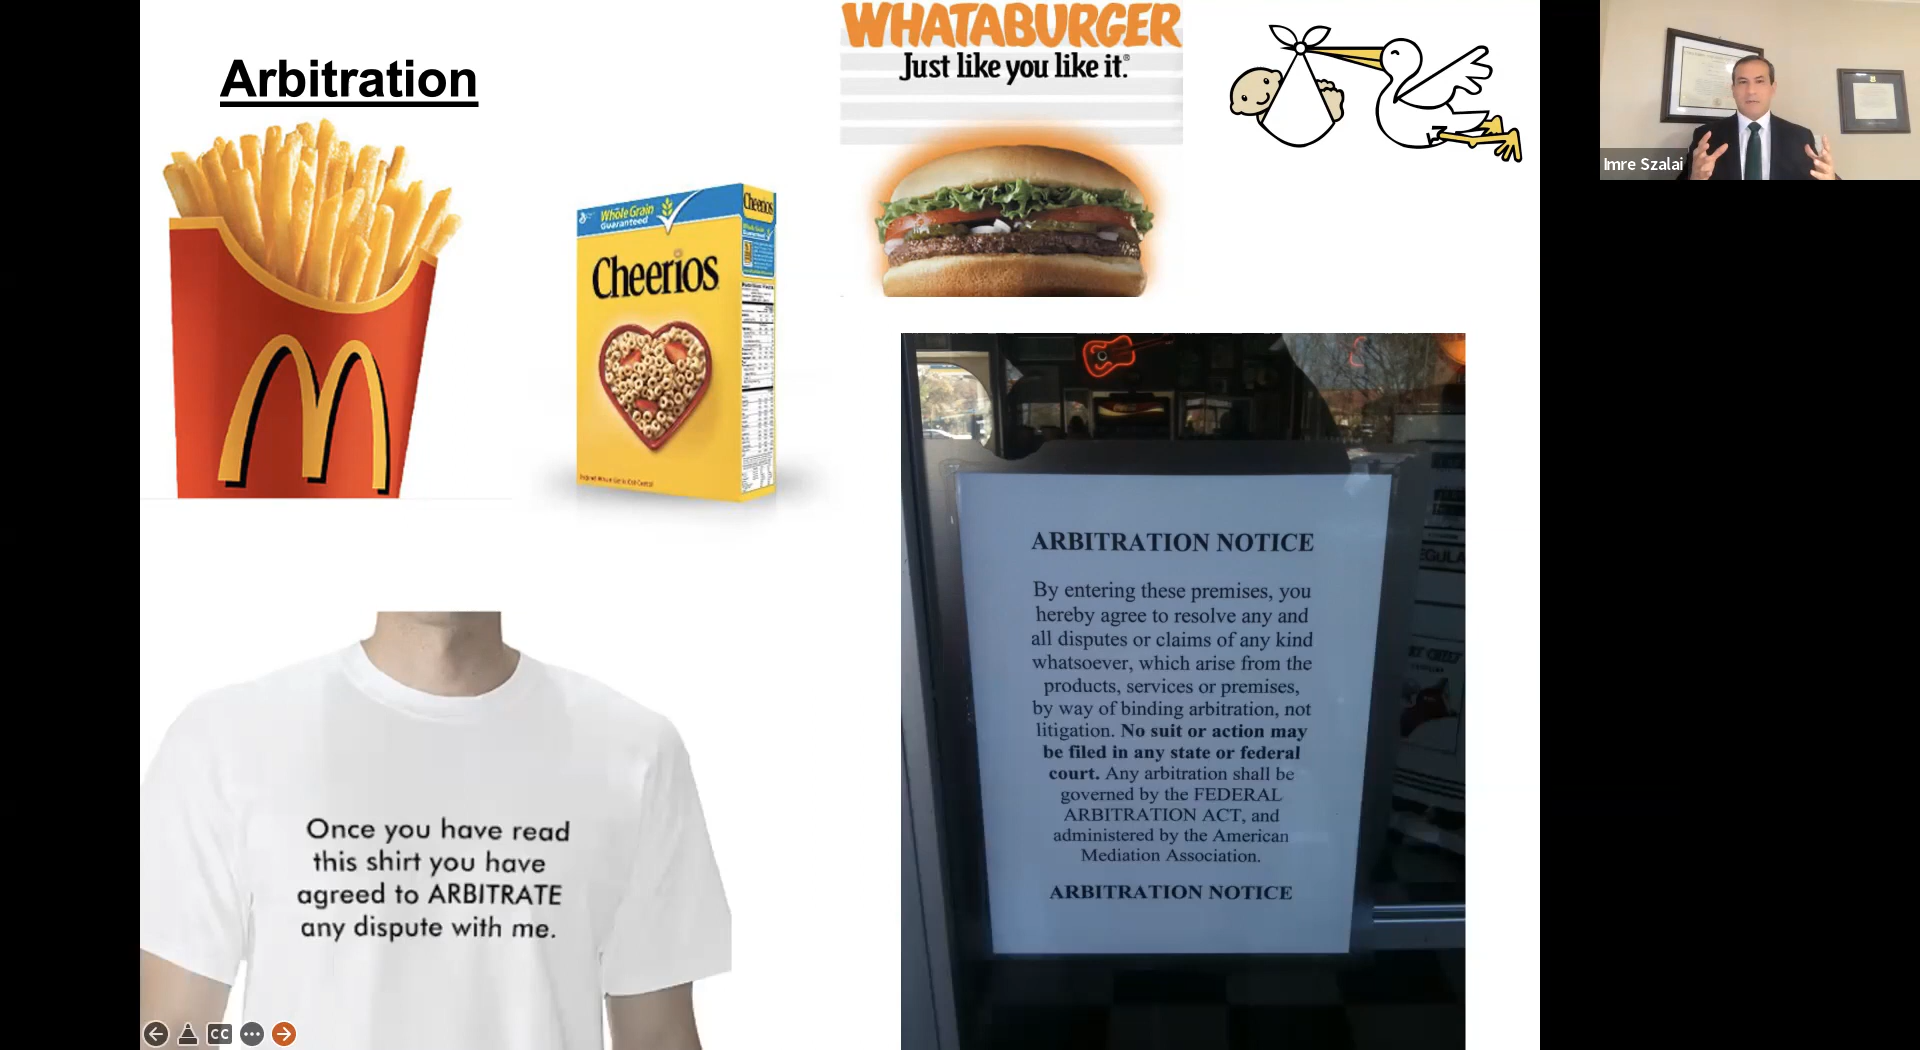 Arbitration
WHATABURGER
Just like you like it.®
Whole Grain
Guaranteed
Cheerios
Cheerios
Imre Szalai
ARBITRATION NOTICE
By entering these premises, you
hereby agree to resolve any and
all disputes or claims of any kind
whatsoever, which arise from the
products, services or premises,
by way of binding arbitration, not
litigation. No suit or action may
be filed in any state or federal
court. Any arbitration shall be
governed by the FEDERAL
ARBITRATION ACT, and
administered by the American
Mediation Association.
ARBITRATION NOTICE
Once you have read
this shirt you have
agreed to ARBITRATE
any dispute with me.
CC